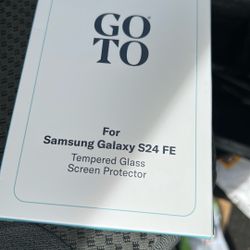 GO
TO
For
Samsung Galaxy S24 FE
Tempered Glass
Screen Protector